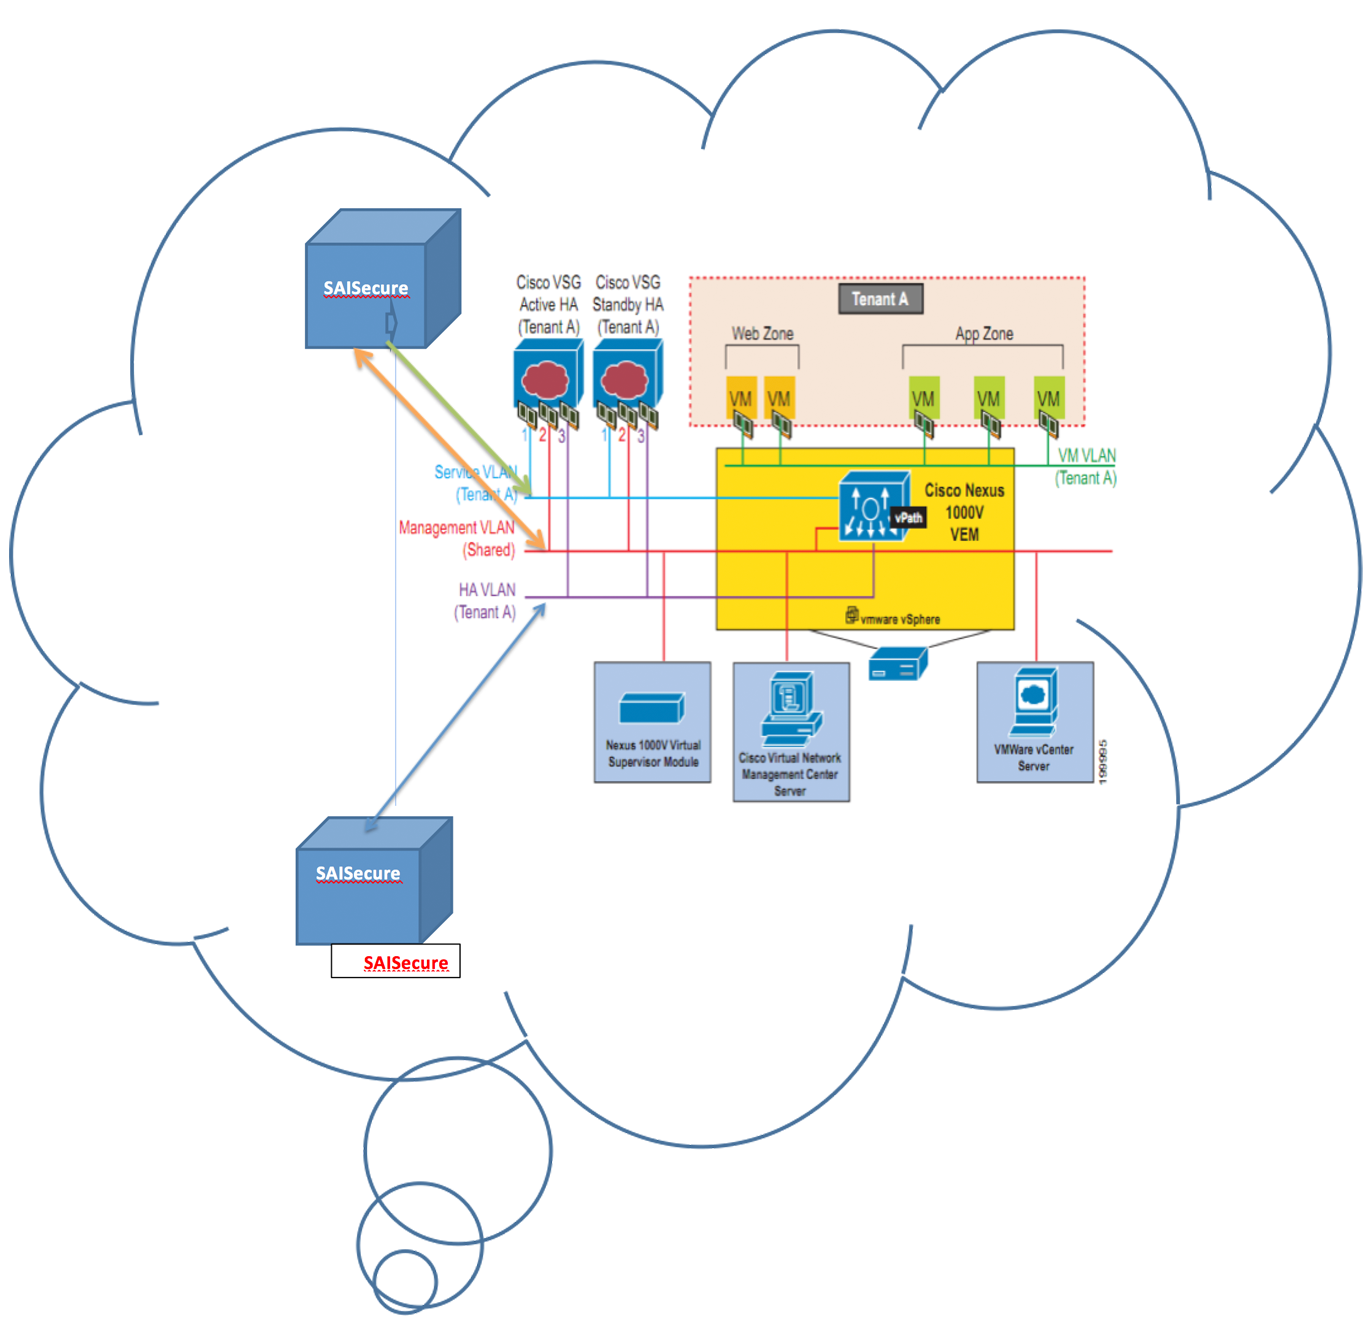 SAISecure
Cisco VSG
Active HA
(Tenant A)
Cisco VSG
Standby HA
(Tenant A)
Tenant A
Web Zone
App Zone
VM
VM
VM
VM
VM
1
2
3
1
2
3
Service VLAN
(Tenant A)
VM VLAN
(Tenant A)
Cisco Nexus
1000V
VEM
vPath
Management VLAN
(Shared)
HA VLAN
(Tenant A)
vmware vSphere
Nexus 1000V Virtual
Supervisor Module
Cisco Virtual Network
Management Center
Server
VMWare vCenter
Server
199995
SAISecure
SAISecure